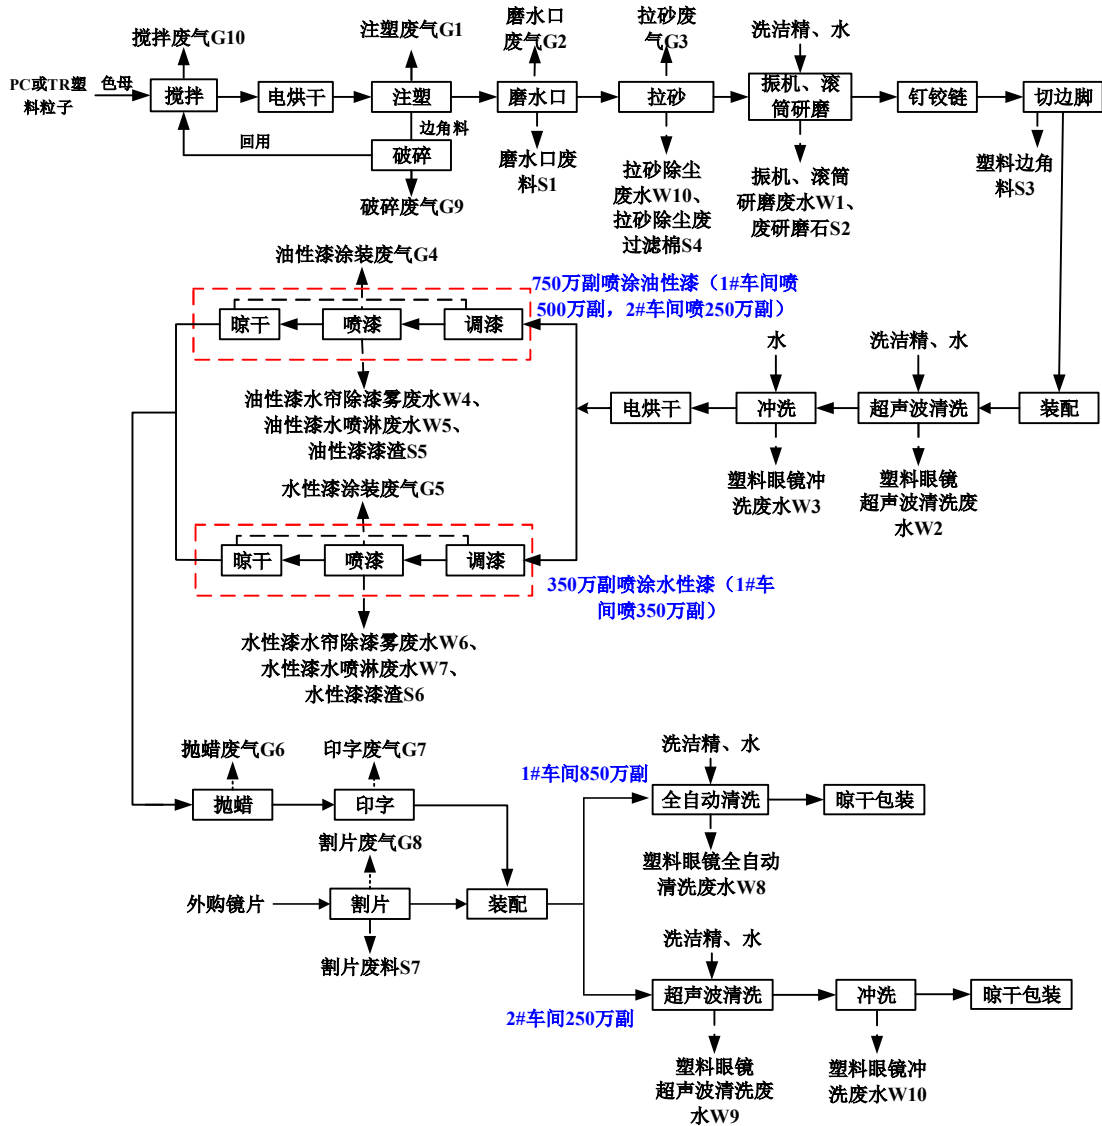 搅拌废气G10
注塑废气G1
磨水口
废气G2
拉砂废
气G3
洗洁精、水
PC或TR塑
料粒子
色母
搅拌
电烘干
注塑
磨水口
拉砂
振机、滚
筒研磨
钉铰链
切边脚
边角料
回用
破碎
破碎废气G9
磨水口废
料S1
拉砂除尘
废水W10、
拉砂除尘废
过滤棉S4
振机、滚筒
研磨废水W1、
废研磨石S2
塑料边角
料S3
油性漆涂装废气G4
750万副喷涂油性漆（1#车间喷
500万副，2#车间喷250万副）
晾干
喷漆
调漆
油性漆水帘除漆雾废水W4、
油性漆水喷淋废水W5、
油性漆漆渣S5
水
洗洁精、水
电烘干
冲洗
超声波清洗
装配
塑料眼镜冲
洗废水W3
塑料眼镜
超声波清洗废
水W2
水性漆涂装废气G5
晾干
喷漆
调漆
350万副喷涂水性漆（1#车
间喷350万副）
水性漆水帘除漆雾废水W6、
水性漆水喷淋废水W7、
水性漆漆渣S6
抛蜡废气G6
印字废气G7
抛蜡
印字
割片废气G8
外购镜片
割片
装配
割片废料S7
洗洁精、水
1#车间850万副
全自动清洗
晾干包装
塑料眼镜全自动
清洗废水W8
洗洁精、水
2#车间250万副
超声波清洗
冲洗
晾干包装
塑料眼镜
超声波清洗废
水W9
塑料眼镜冲
洗废水W10